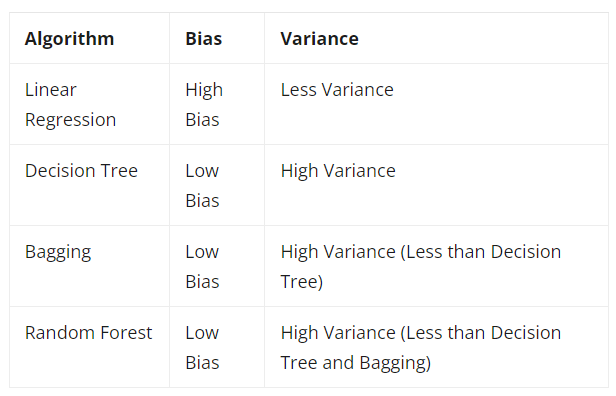 Algorithm Bias Variance
Linear Regression High Bias Less Variance
Decision Tree Low Bias High Variance
Bagging Low Bias High Variance (Less than Decision Tree)
Random Forest Low Bias High Variance (Less than Decision Tree and Bagging)